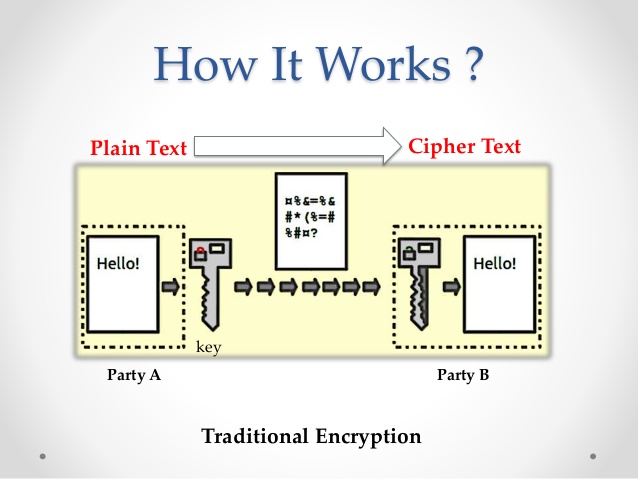 How It Works ?
Plain Text
Cipher Text
¤%&=%&
#*(%=#
%#¤?
Hello!
Hello!
key
Party A
Party B
Traditional Encryption